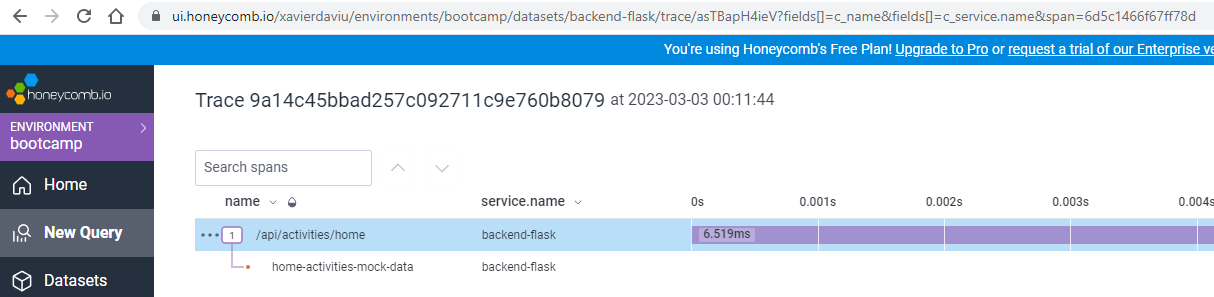 ui.honeycomb.io/xavierdaviu/environments/bootcamp/datasets/backend-flask/trace/asTBapH4ieV?fields[]=c_name&fields[]=c_service.name&span=6d5c1466f67ff78d
You're using Honeycomb's Free Plan! Upgrade to Pro or request a trial of our Enterprise ve
honeycomb.io
Trace 9a14c45bbad257c092711c9e760b8079 at 2023-03-03 00:11:44
ENVIRONMENT
bootcamp
Search spans
Home
name service.name 0s 0.001s 0.002s 0.003s 0.004s
New Query
1 /api/activities/home backend-flask 6.519ms
home-activities-mock-data backend-flask
Datasets